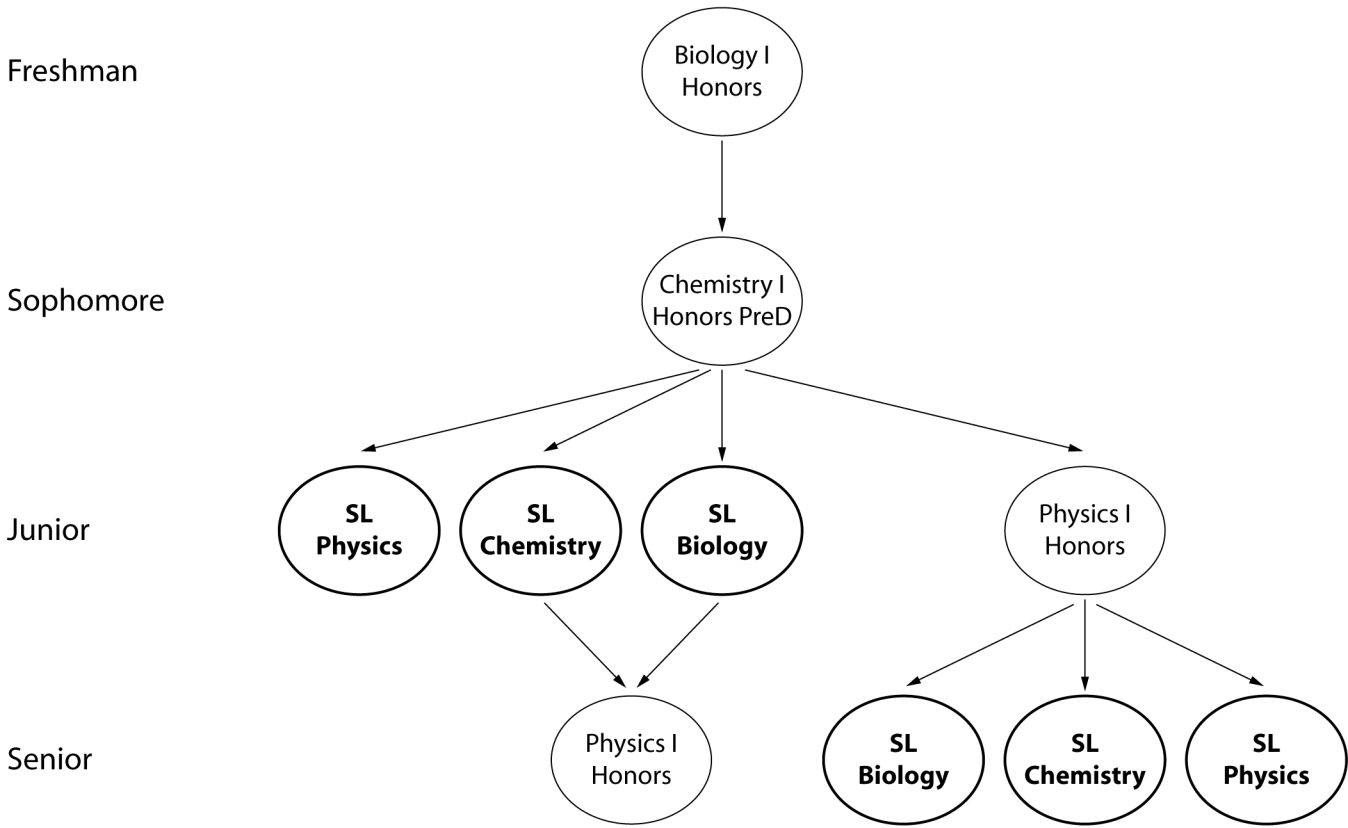 Freshman
Biology I
Honors
Sophomore
Chemistry I
Honors PreD
Junior
SL
Physics
SL
Chemistry
SL
Biology
Physics I
Honors
Senior
Physics I
Honors
SL
Biology
SL
Chemistry
SL
Physics